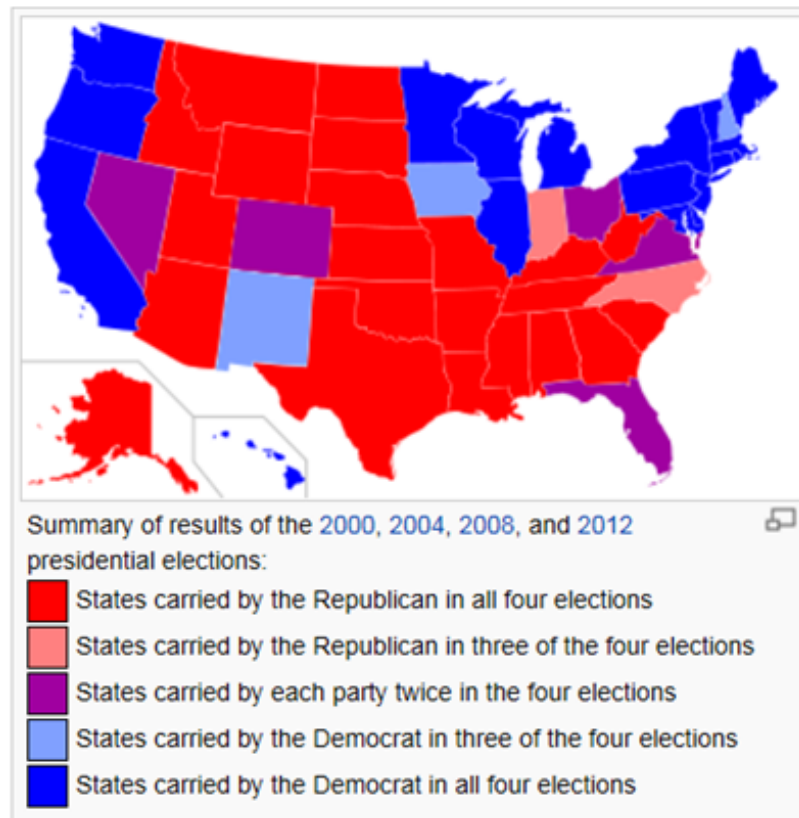 Summary of results of the 2000, 2004, 2008, and 2012
presidential elections:
States carried by the Republican in all four elections
States carried by the Republican in three of the four elections
States carried by each party twice in the four elections
States carried by the Democrat in three of the four elections
States carried by the Democrat in all four elections